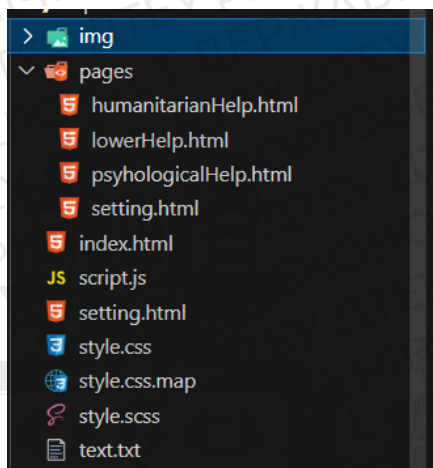 img
pages
humanitarianHelp.html
lowerHelp.html
psyhologicalHelp.html
setting.html
index.html
JS script.js
setting.html
style.css
style.css.map
style.scss
text.txt